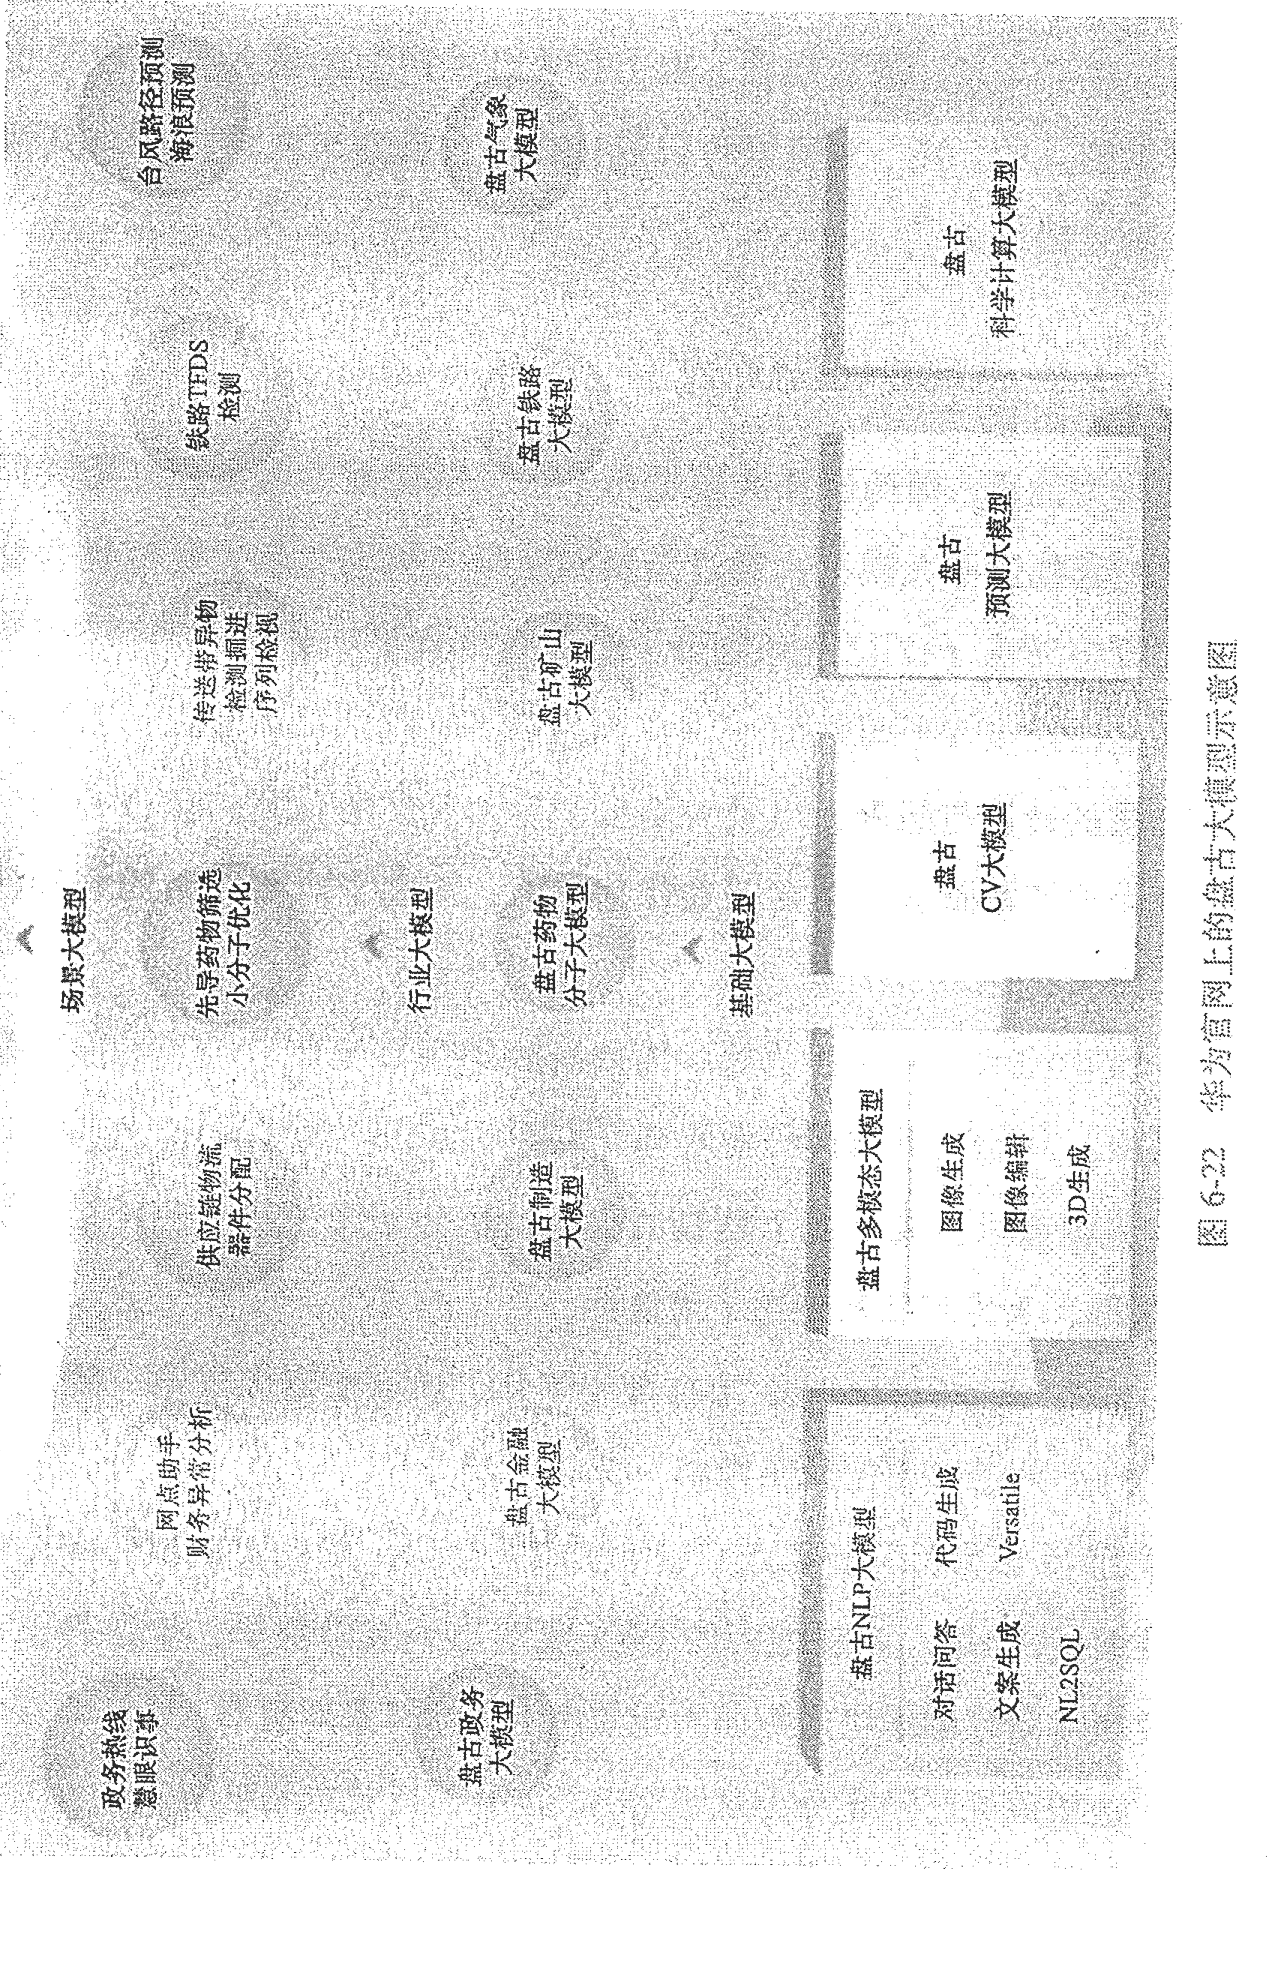 场景大模型
政务热线
慧眼识事
网点助手
财务异常分析
供应链物流
器件分配
先导药物筛选
小分子优化
传送带异物
检测掘进
序列检视
铁路TFDS
检测
台风路径预测
海浪预测
行业大模型
盘古政务
大模型
盘古金融
大模型
盘古制造
大模型
盘古药物
分子大模型
盘古矿山
大模型
盘古铁路
大模型
盘古气象
大模型
基础大模型
盘古NLP大模型
对话问答 代码生成
文案生成 Versatile
NL2SQL
盘古多模态大模型
图像生成
图像编辑
3D生成
盘古
CV大模型
盘古
预测大模型
盘古
科学计算大模型
图 6-22 华为官网上的盘古大模型示意图